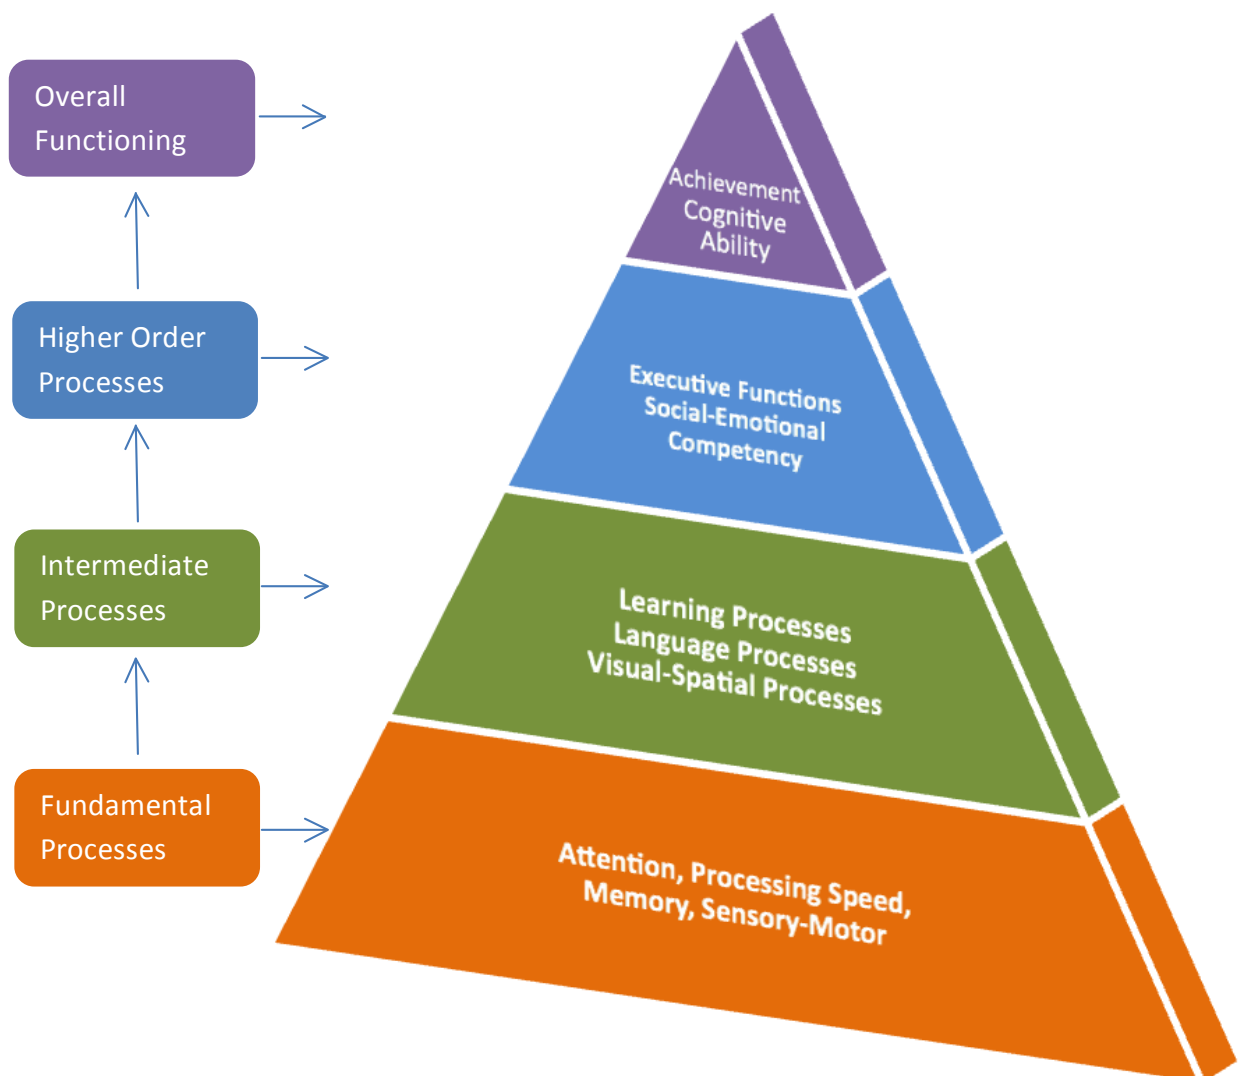 Overall
Functioning
Achievement
Cognitive
Ability
Higher Order
Processes
Executive Functions
Social-Emotional
Competency
Intermediate
Processes
Learning Processes
Language Processes
Visual-Spatial Processes
Fundamental
Processes
Attention, Processing Speed,
Memory, Sensory-Motor